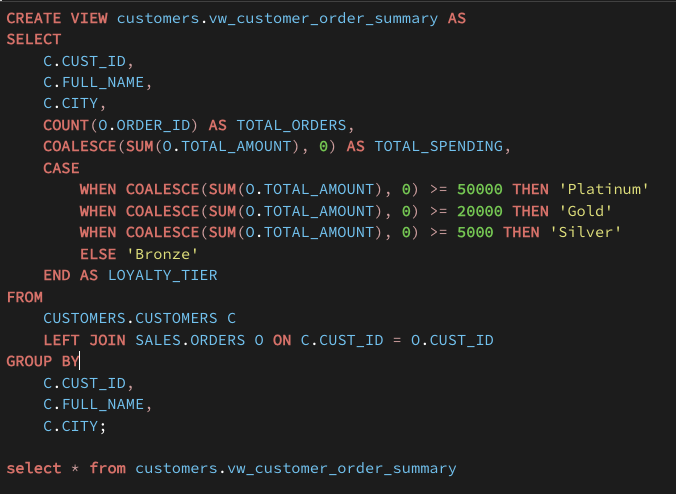 CREATE VIEW customers.vw_customer_order_summary AS
SELECT
    C.CUST_ID,
    C.FULL_NAME,
    C.CITY,
    COUNT(O.ORDER_ID) AS TOTAL_ORDERS,
    COALESCE(SUM(O.TOTAL_AMOUNT), 0) AS TOTAL_SPENDING,
    CASE
        WHEN COALESCE(SUM(O.TOTAL_AMOUNT), 0) >= 50000 THEN 'Platinum'
        WHEN COALESCE(SUM(O.TOTAL_AMOUNT), 0) >= 20000 THEN 'Gold'
        WHEN COALESCE(SUM(O.TOTAL_AMOUNT), 0) >= 5000 THEN 'Silver'
        ELSE 'Bronze'
    END AS LOYALTY_TIER
FROM
    CUSTOMERS.CUSTOMERS C
    LEFT JOIN SALES.ORDERS O ON C.CUST_ID = O.CUST_ID
GROUP BY
    C.CUST_ID,
    C.FULL_NAME,
    C.CITY;

select * from customers.vw_customer_order_summary